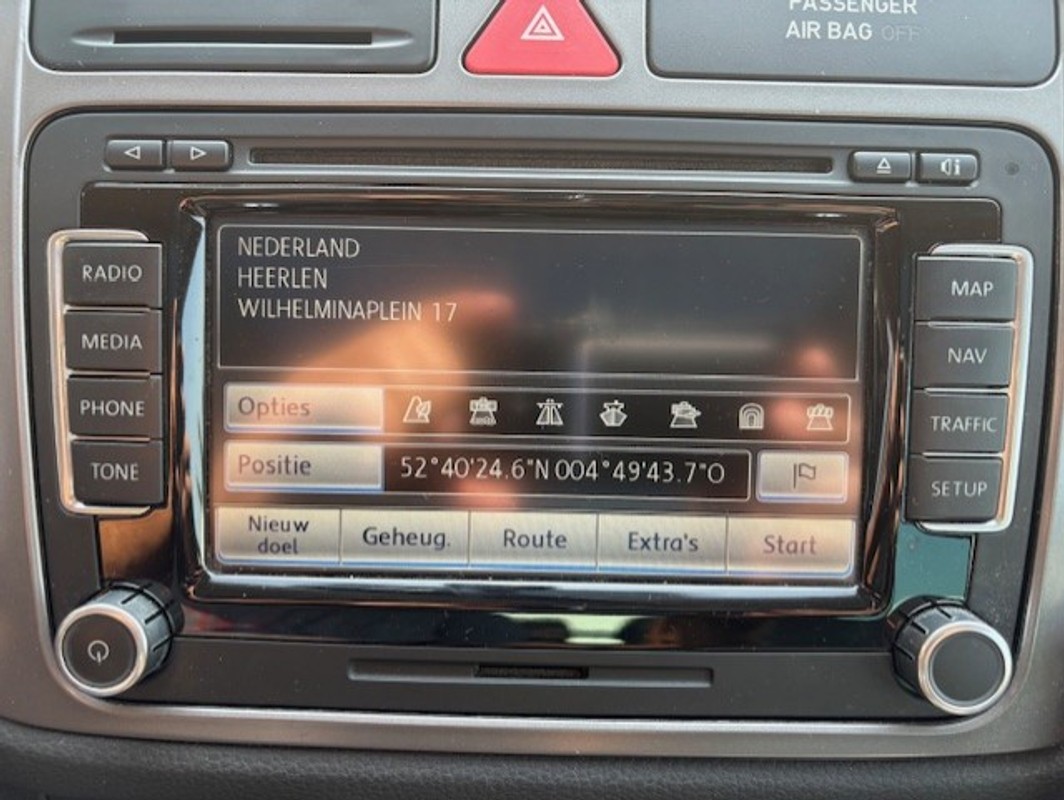 PASSENGER
AIR BAG OFF
NEDERLAND
HEERLEN
WILHELMINAPLEIN 17
RADIO
MEDIA
PHONE
TONE
MAP
NAV
TRAFFIC
SETUP
Opties
Positie
52°40'24.6"N 004°49'43.7"O
Nieuw
doel
Geheug.
Route
Extra's
Start